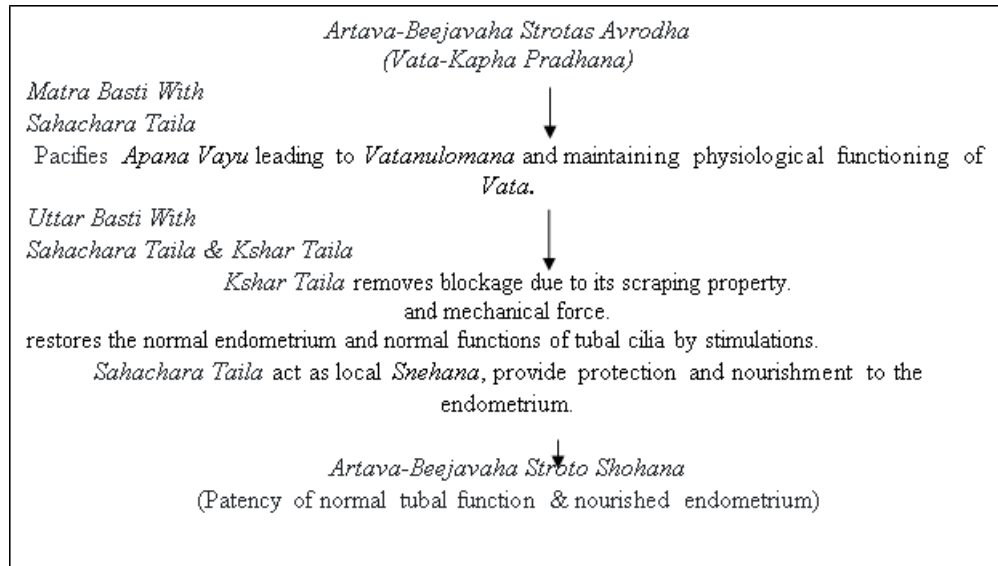 Artava-Beejavaha Strotas Avrodha
(Vata-Kapha Pradhana)
Matra Basti With
Sahachara Taila
Pacifies Apana Vayu leading to Vatanulomana and maintaining physiological functioning of
Vata.
Uttar Basti With
Sahachara Taila & Kshar Taila
Kshar Taila removes blockage due to its scraping property.
and mechanical force.
restores the normal endometrium and normal functions of tubal cilia by stimulations.
Sahachara Taila act as local Snehana, provide protection and nourishment to the
endometrium.
Artava-Beejavaha Stroto Shohana
(Patency of normal tubal function & nourished endometrium)